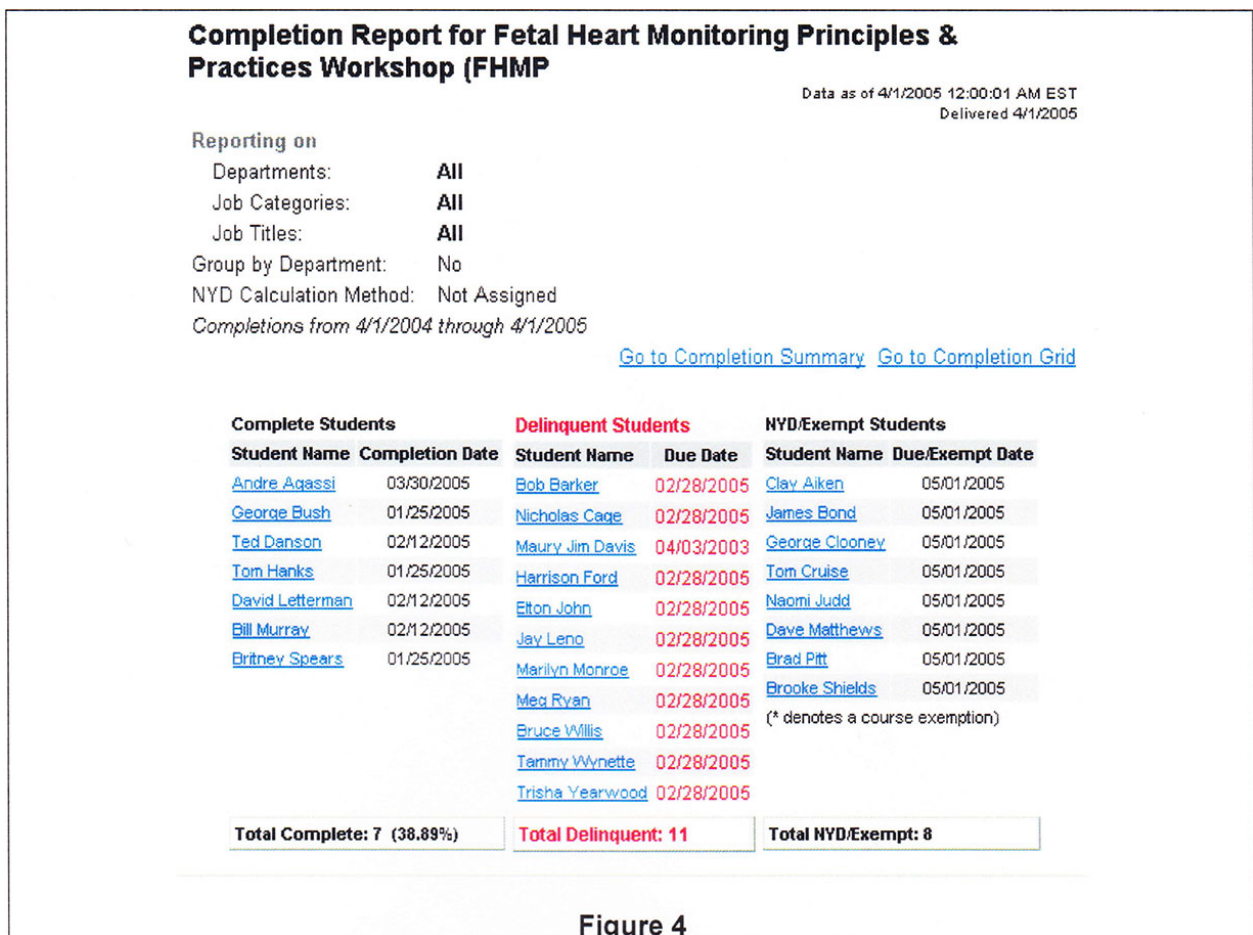 Completion Report for Fetal Heart Monitoring Principles &
Practices Workshop (FHMP
Data as of 4/1/2005 12:00:01 AM EST
Delivered 4/1/2005
Reporting on
Departments: All
Job Categories: All
Job Titles: All
Group by Department: No
NYD Calculation Method: Not Assigned
Completions from 4/1/2004 through 4/1/2005
Go to Completion Summary Go to Completion Grid
Complete Students
Student Name Completion Date
Andre Agassi 03/30/2005
George Bush 01/25/2005
Ted Danson 02/12/2005
Tom Hanks 01/25/2005
David Letterman 02/12/2005
Bill Murray 02/12/2005
Britney Spears 01/25/2005
Total Complete: 7 (38.89%)
Delinquent Students
Student Name Due Date
Bob Barker 02/28/2005
Nicholas Cage 02/28/2005
Maury Jim Davis 04/03/2003
Harrison Ford 02/28/2005
Elton John 02/28/2005
Jay Leno 02/28/2005
Marilyn Monroe 02/28/2005
Meg Ryan 02/28/2005
Bruce Willis 02/28/2005
Tammy Wynette 02/28/2005
Trisha Yearwood 02/28/2005
Total Delinquent: 11
NYD/Exempt Students
Student Name Due/Exempt Date
Clay Aiken 05/01/2005
James Bond 05/01/2005
George Clooney 05/01/2005
Tom Cruise 05/01/2005
Naomi Judd 05/01/2005
Dave Matthews 05/01/2005
Brad Pitt 05/01/2005
Brooke Shields 05/01/2005
(* denotes a course exemption)
Total NYD/Exempt: 8
Figure 4